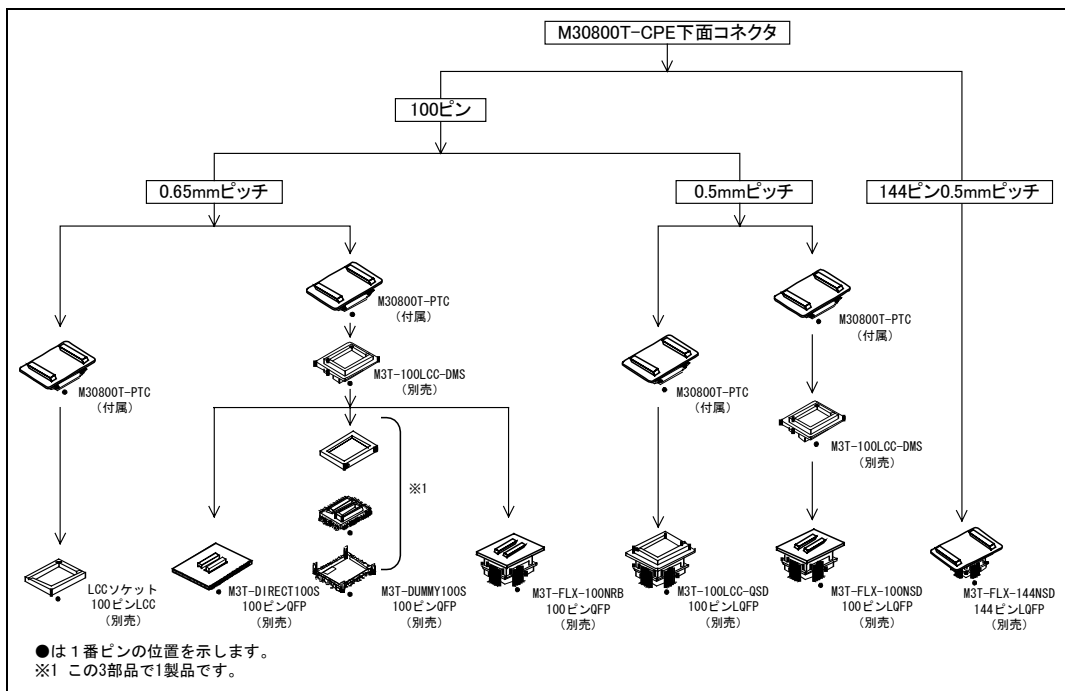 M30800T-CPE下面コネクタ
100ピン
0.65mmピッチ
0.5mmピッチ
144ピン0.5mmピッチ
M30800T-PTC
(付属)
M30800T-PTC
(付属)
M3T-100LCC-DMS
(別売)
M30800T-PTC
(付属)
M30800T-PTC
(付属)
M3T-100LCC-DMS
(別売)
※1
LCCソケット
100ピンLCC
(別売)
M3T-DIRECT100S
100ピンQFP
(別売)
M3T-DUMMY100S
100ピンQFP
(別売)
M3T-FLX-100NRB
100ピンQFP
(別売)
M3T-100LCC-QSD
100ピンLQFP
(別売)
M3T-FLX-100NSD
100ピンLQFP
(別売)
M3T-FLX-144NSD
144ピンLQFP
(別売)
●は1番ピンの位置を示します。
※1 この3部品で1製品です。